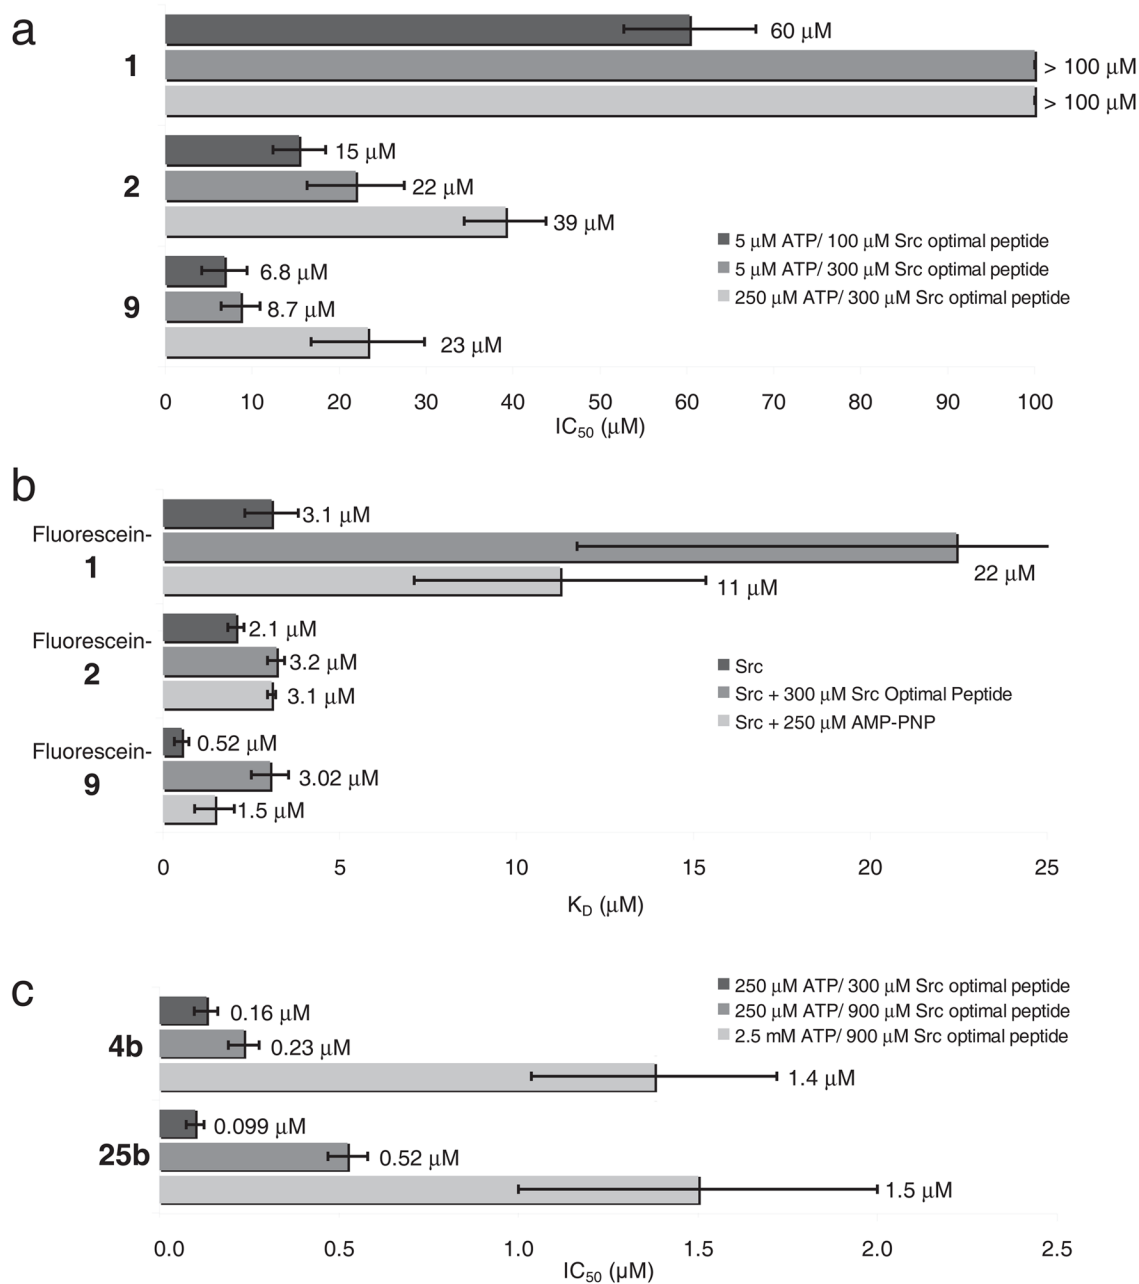 a
1
60 μM
> 100 μM
> 100 μM
2
15 μM
22 μM
39 μM
9
6.8 μM
8.7 μM
23 μM
5 μM ATP/ 100 μM Src optimal peptide
5 μM ATP/ 300 μM Src optimal peptide
250 μM ATP/ 300 μM Src optimal peptide
0 10 20 30 40 50 60 70 80 90 100
IC50 (μM)
b
Fluorescein-
1
3.1 μM
22 μM
11 μM
Fluorescein-
2
2.1 μM
3.2 μM
3.1 μM
Fluorescein-
9
0.52 μM
3.02 μM
1.5 μM
Src
Src + 300 μM Src Optimal Peptide
Src + 250 μM AMP-PNP
0 5 10 15 20 25
KD (μM)
c
250 μM ATP/ 300 μM Src optimal peptide
250 μM ATP/ 900 μM Src optimal peptide
2.5 mM ATP/ 900 μM Src optimal peptide
4b
0.16 μM
0.23 μM
1.4 μM
25b
0.099 μM
0.52 μM
1.5 μM
0.0 0.5 1.0 1.5 2.0 2.5
IC50 (μM)